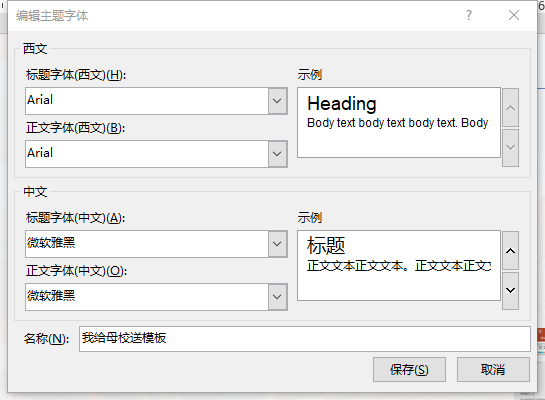 编辑主题字体
?
6
西文
标题字体(西文)(H):
Arial
正文字体(西文)(B):
Arial
示例
Heading
Body text body text body text. Body
中文
标题字体(中文)(A):
微软雅黑
正文字体(中文)(O):
微软雅黑
示例
标题
正文文本正文文本。正文文本正文文
名称(N):
我给母校送模板
保存(S)
取消